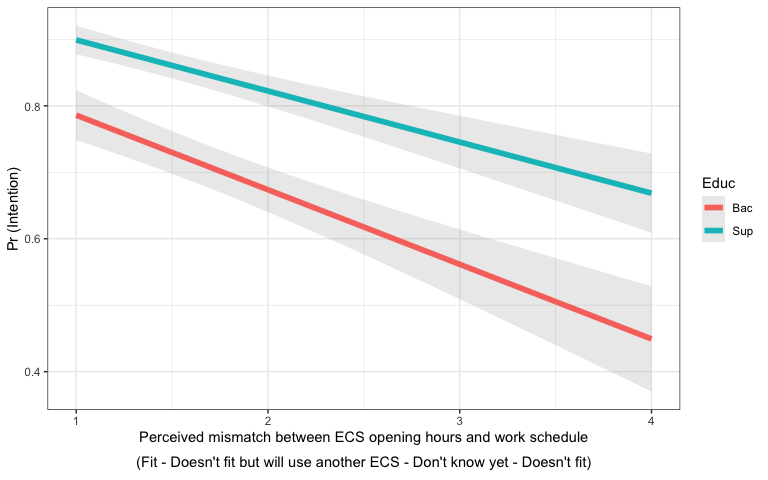 Pr (Intention)
0.8
0.6
0.4
1 2 3 4
Perceived mismatch between ECS opening hours and work schedule
(Fit - Doesn't fit but will use another ECS - Don't know yet - Doesn't fit)
Educ
Bac
Sup